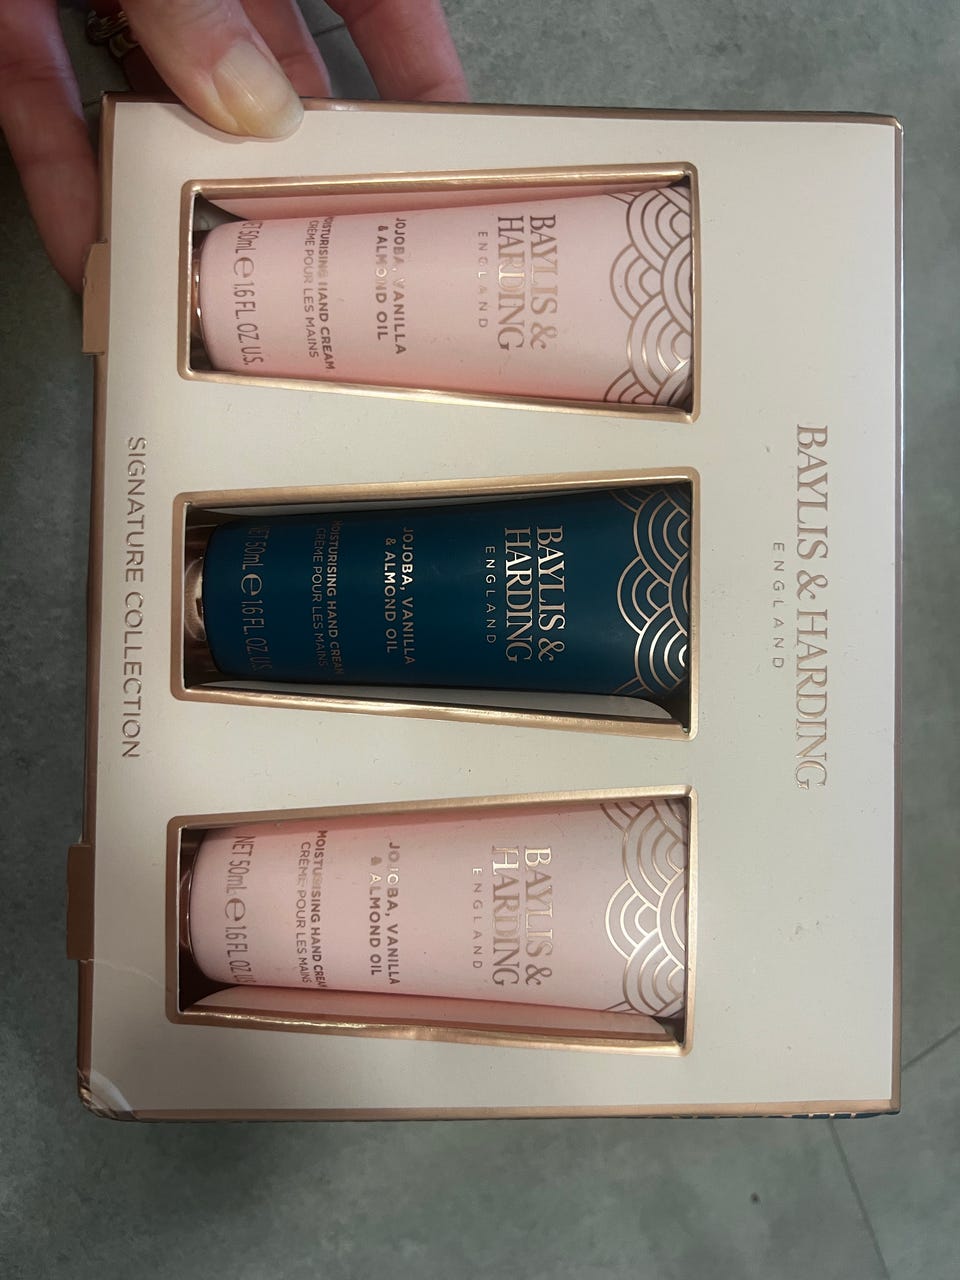 BAYLIS & HARDING
ENGLAND
BAYLIS &
HARDING
ENGLAND
JOJOBA, VANILLA
& ALMOND OIL
MOISTURISING HAND CREAM
CRÈME POUR LES MAINS
NET 50mL e 1.6 FL OZ US
BAYLIS &
HARDING
ENGLAND
JOJOBA, VANILLA
& ALMOND OIL
MOISTURISING HAND CREAM
CRÈME POUR LES MAINS
NET 50mL e 1.6 FL. OZ. U.S.
BAYLIS &
HARDING
ENGLAND
JOJOBA, VANILLA
& ALMOND OIL
MOISTURISING HAND CREAM
CRÈME POUR LES MAINS
NET 50mL e 1.6 FL. OZ. U.S.
SIGNATURE COLLECTION